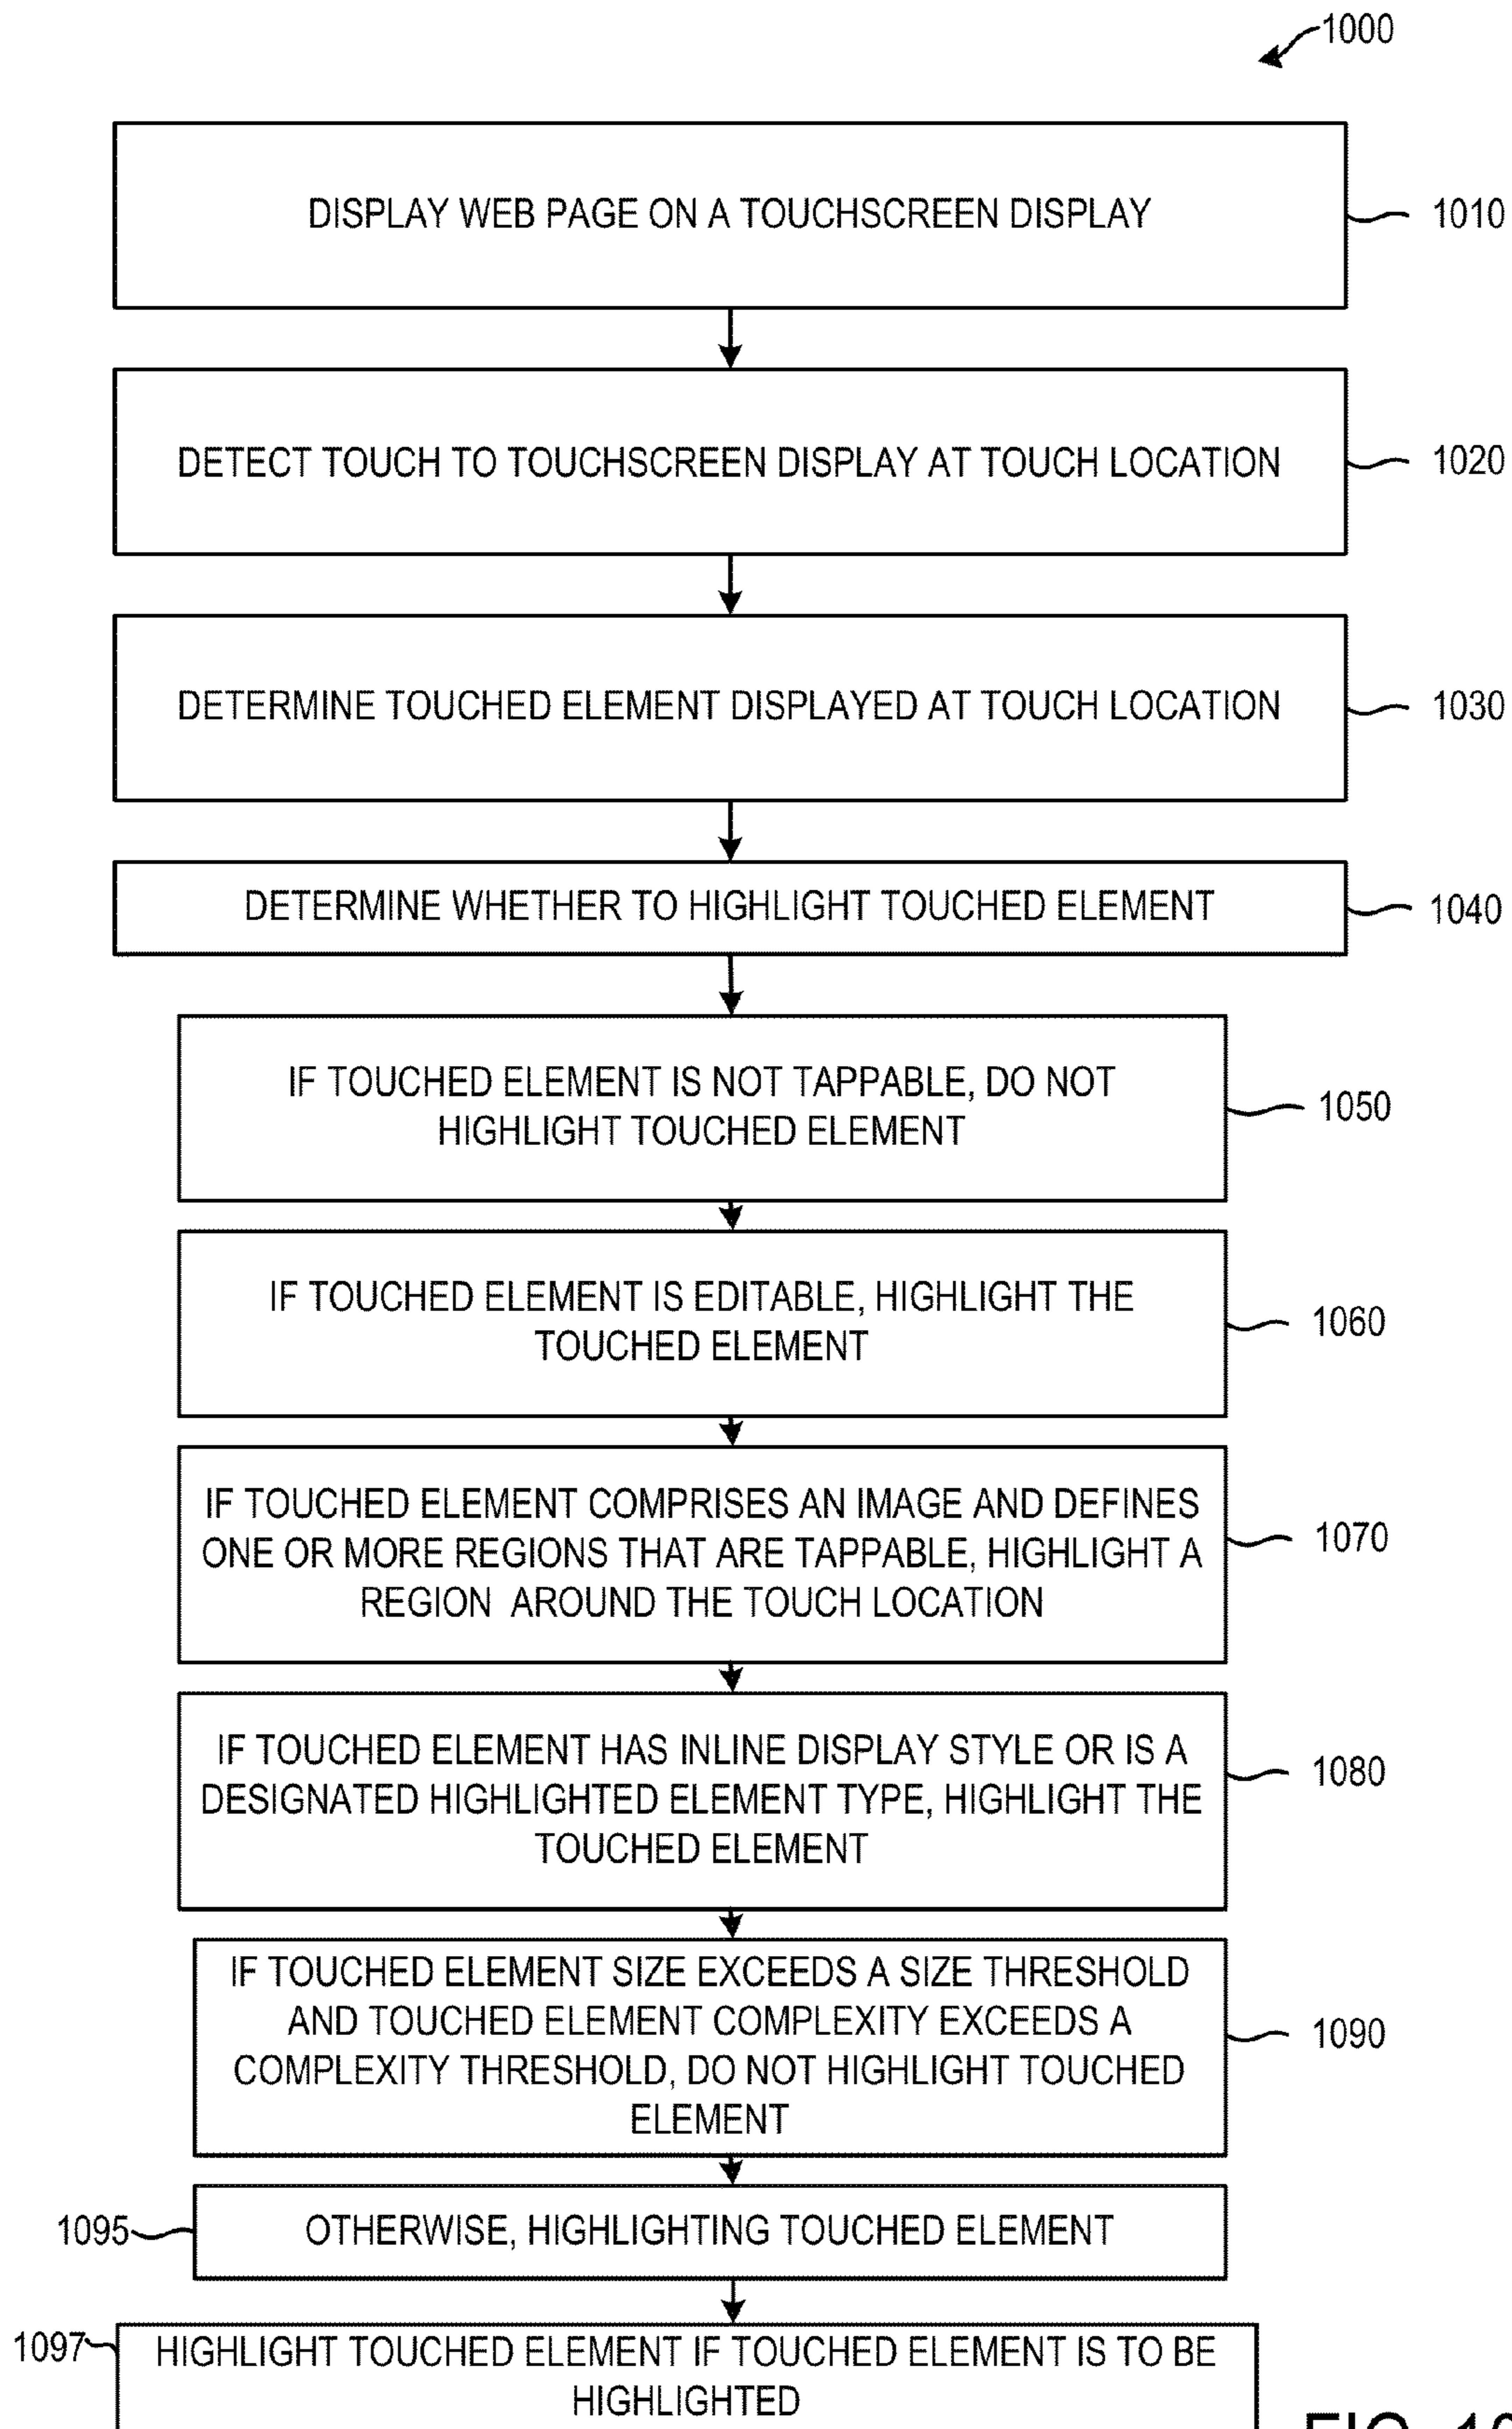 1000
DISPLAY WEB PAGE ON A TOUCHSCREEN DISPLAY
1010
DETECT TOUCH TO TOUCHSCREEN DISPLAY AT TOUCH LOCATION
1020
DETERMINE TOUCHED ELEMENT DISPLAYED AT TOUCH LOCATION
1030
DETERMINE WHETHER TO HIGHLIGHT TOUCHED ELEMENT
1040
IF TOUCHED ELEMENT IS NOT TAPPABLE, DO NOT
HIGHLIGHT TOUCHED ELEMENT
1050
IF TOUCHED ELEMENT IS EDITABLE, HIGHLIGHT THE
TOUCHED ELEMENT
1060
IF TOUCHED ELEMENT COMPRISES AN IMAGE AND DEFINES
ONE OR MORE REGIONS THAT ARE TAPPABLE, HIGHLIGHT A
REGION AROUND THE TOUCH LOCATION
1070
IF TOUCHED ELEMENT HAS INLINE DISPLAY STYLE OR IS A
DESIGNATED HIGHLIGHTED ELEMENT TYPE, HIGHLIGHT THE
TOUCHED ELEMENT
1080
IF TOUCHED ELEMENT SIZE EXCEEDS A SIZE THRESHOLD
AND TOUCHED ELEMENT COMPLEXITY EXCEEDS A
COMPLEXITY THRESHOLD, DO NOT HIGHLIGHT TOUCHED
ELEMENT
1090
1095
OTHERWISE, HIGHLIGHTING TOUCHED ELEMENT
1097
HIGHLIGHT TOUCHED ELEMENT IF TOUCHED ELEMENT IS TO BE
HIGHLIGHTED